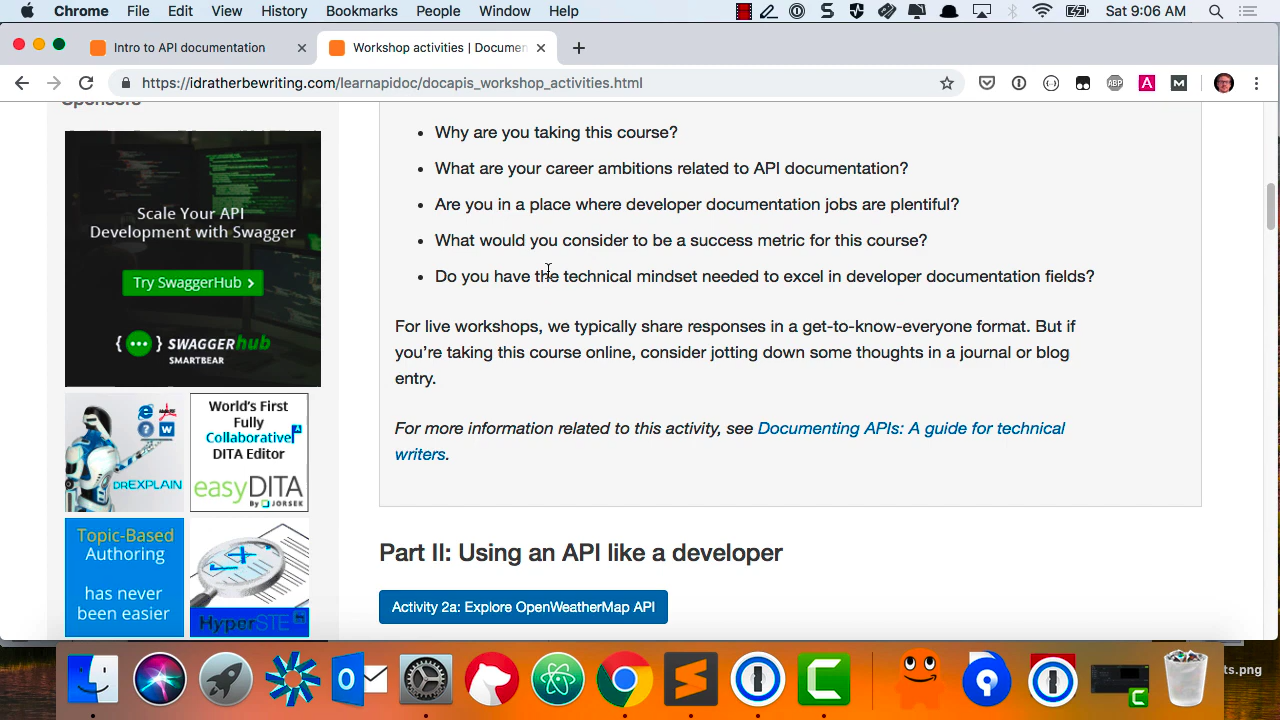 Chrome File Edit View History Bookmarks People Window Help Sat 9:06 AM
Intro to API documentation
Workshop activities | Documen
https://idratherbewriting.com/learnapidoc/docapis_workshop_activities.html
Sponsors
Scale Your API
Development with Swagger
Try SwaggerHub
SWAGGERhub
SMARTBEAR
DREXPLAIN
World's First
Fully
Collaborative
DITA Editor
easyDITA
By JORSEK
Topic-Based
Authoring
has never
been easier
HyperSTE
• Why are you taking this course?
• What are your career ambitions related to API documentation?
• Are you in a place where developer documentation jobs are plentiful?
• What would you consider to be a success metric for this course?
• Do you have the technical mindset needed to excel in developer documentation fields?
For live workshops, we typically share responses in a get-to-know-everyone format. But if
you're taking this course online, consider jotting down some thoughts in a journal or blog
entry.
For more information related to this activity, see Documenting APIs: A guide for technical
writers.
Part II: Using an API like a developer
Activity 2a: Explore OpenWeatherMap API
ts.png